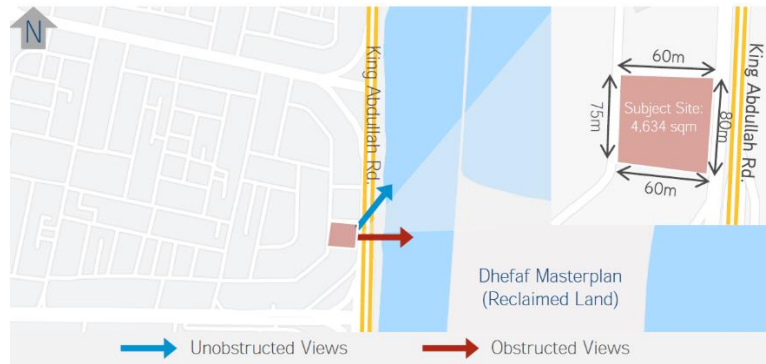 N
King Abdullah Rd.
60m
75m
Subject Site:
4,634 sqm
80m
60m
King Abdullah Rd.
Dhefaf Masterplan
(Reclaimed Land)
Unobstructed Views
Obstructed Views